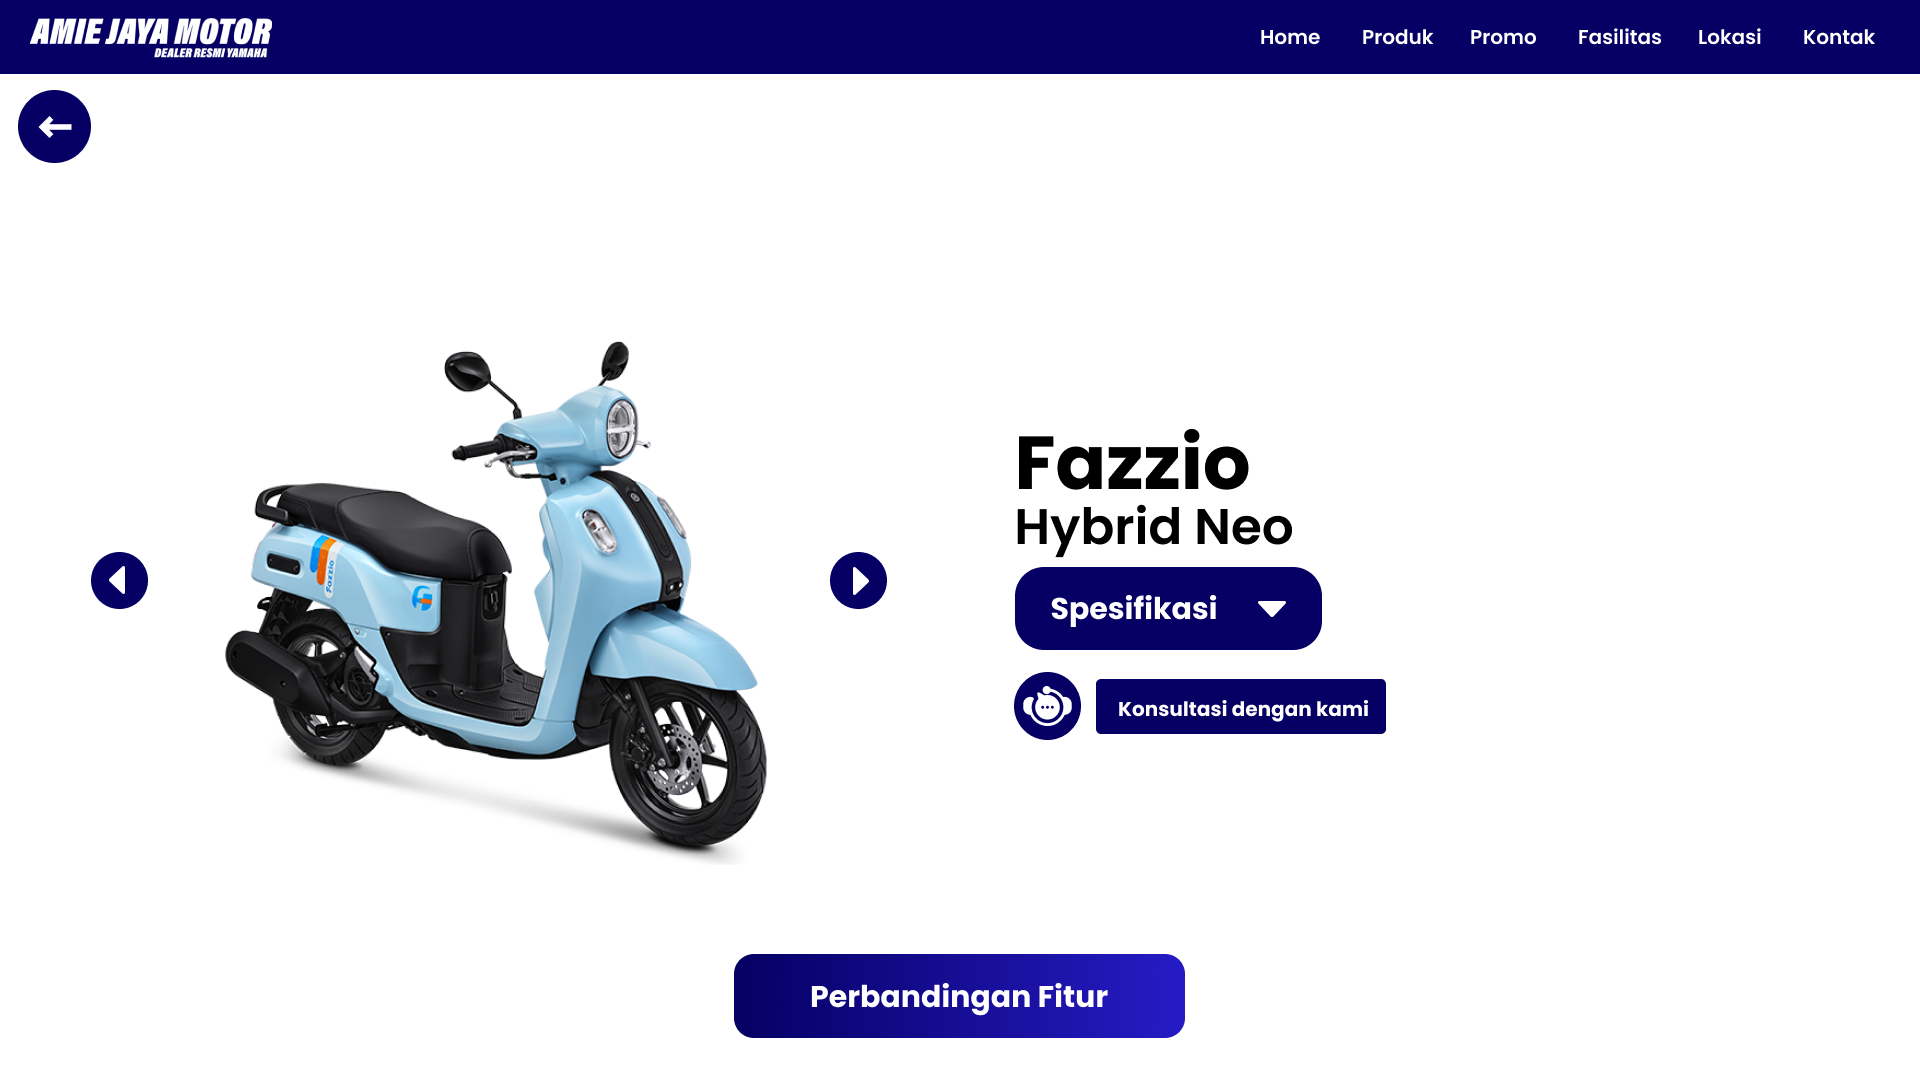 AMIE JAYA MOTOR
DEALER RESMI YAMAHA
Home Produk Promo Fasilitas Lokasi Kontak
Fazzio
Hybrid Neo
Fazzio
Spesifikasi
Konsultasi dengan kami
Perbandingan Fitur